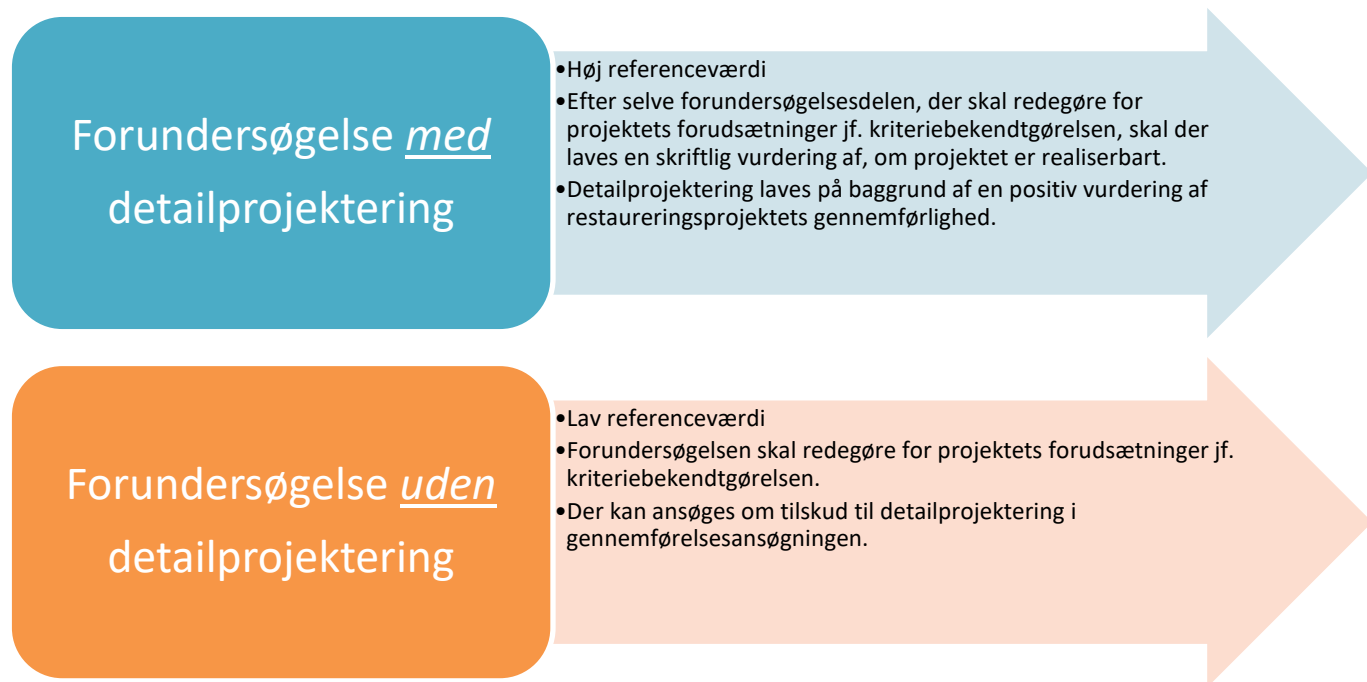 Forundersøgelse med
detailprojektering
•Høj referenceværdi
•Efter selve forundersøgelsesdelen, der skal redegøre for
projektets forudsætninger jf. kriteriebekendtgørelsen, skal der
laves en skriftlig vurdering af, om projektet er realiserbart.
•Detailprojektering laves på baggrund af en positiv vurdering af
restaureringsprojektets gennemførlighed.
Forundersøgelse uden
detailprojektering
•Lav referenceværdi
•Forundersøgelsen skal redegøre for projektets forudsætninger jf.
kriteriebekendtgørelsen.
•Der kan ansøges om tilskud til detailprojektering i
gennemførelsesansøgningen.